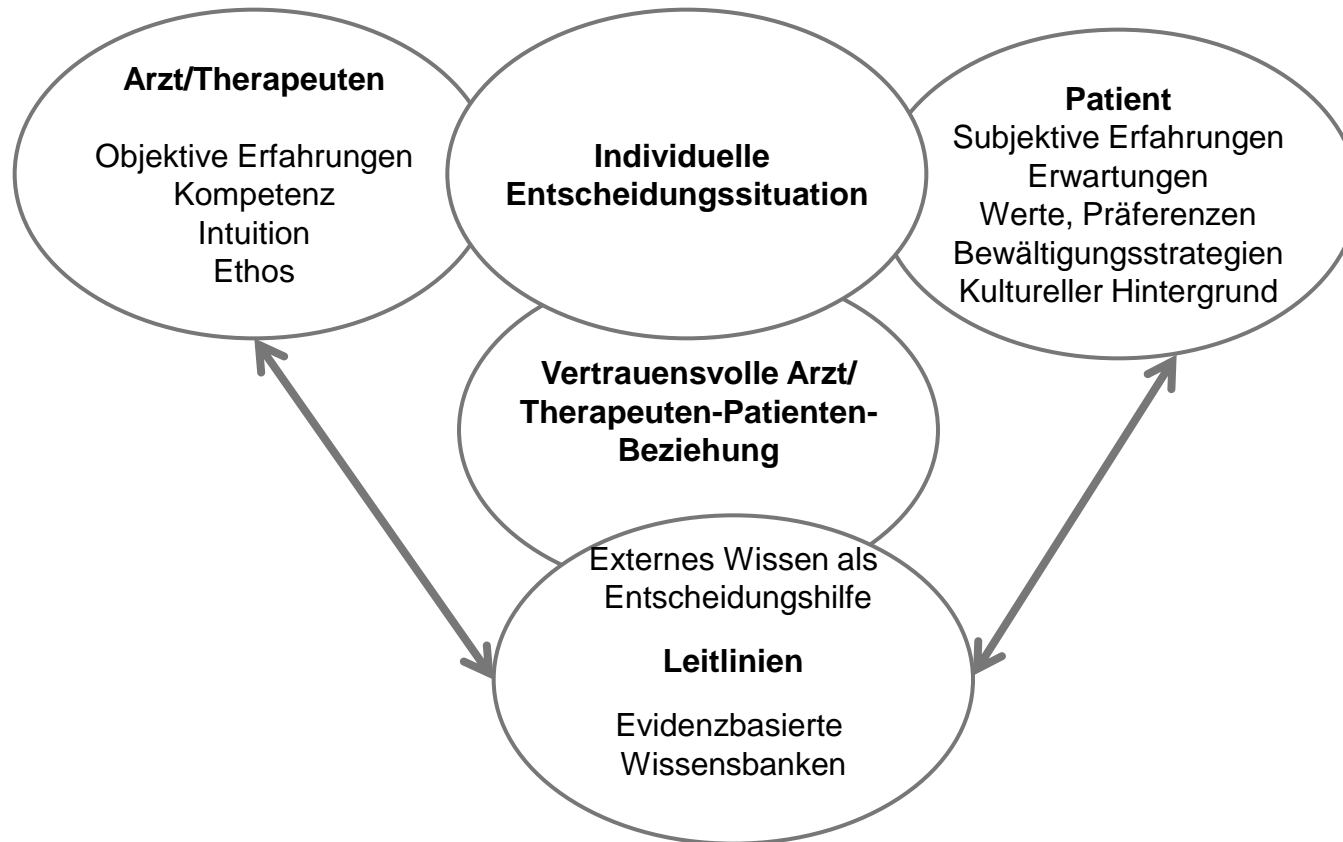 Arzt/Therapeuten
Objektive Erfahrungen
Kompetenz
Intuition
Ethos
Individuelle
Entscheidungssituation
Patient
Subjektive Erfahrungen
Erwartungen
Werte, Präferenzen
Bewältigungsstrategien
Kultureller Hintergrund
Vertrauensvolle Arzt/
Therapeuten-Patienten-
Beziehung
Externes Wissen als
Entscheidungshilfe
Leitlinien
Evidenzbasierte
Wissensbanken